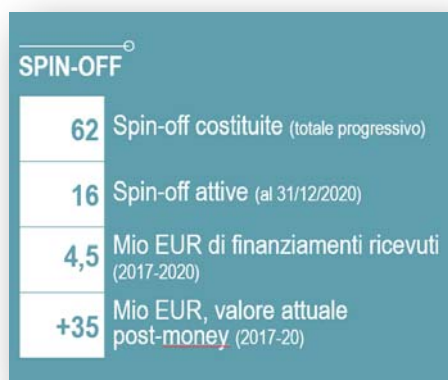 SPIN-OFF
62 Spin-off costituite (totale progressivo)
16 Spin-off attive (al 31/12/2020)
4,5 Mio EUR di finanziamenti ricevuti
(2017-2020)
+35 Mio EUR, valore attuale
post-money (2017-20)